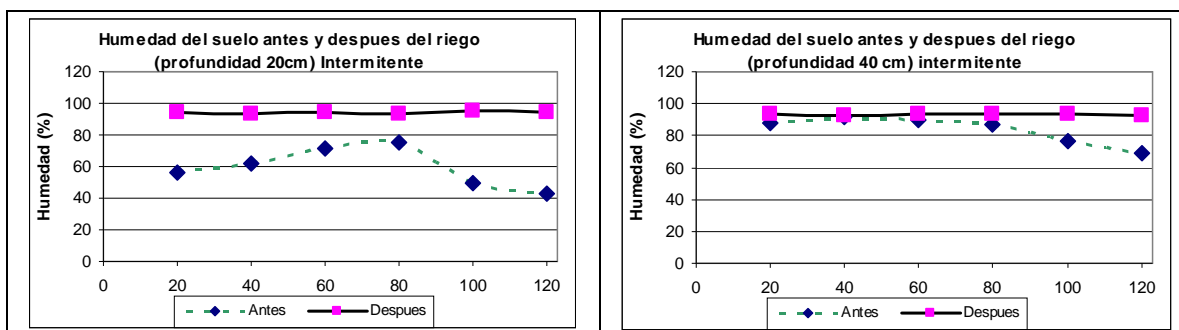 Humedad del suelo antes y despues del riego
(profundidad 20cm) Intermitente
Humedad (%)
120
100
80
60
40
20
0
0 20 40 60 80 100 120
Antes Despues
Humedad del suelo antes y despues del riego
(profundidad 40 cm) intermitente
Humedad (%)
120
100
80
60
40
20
0
0 20 40 60 80 100 120
Antes Despues